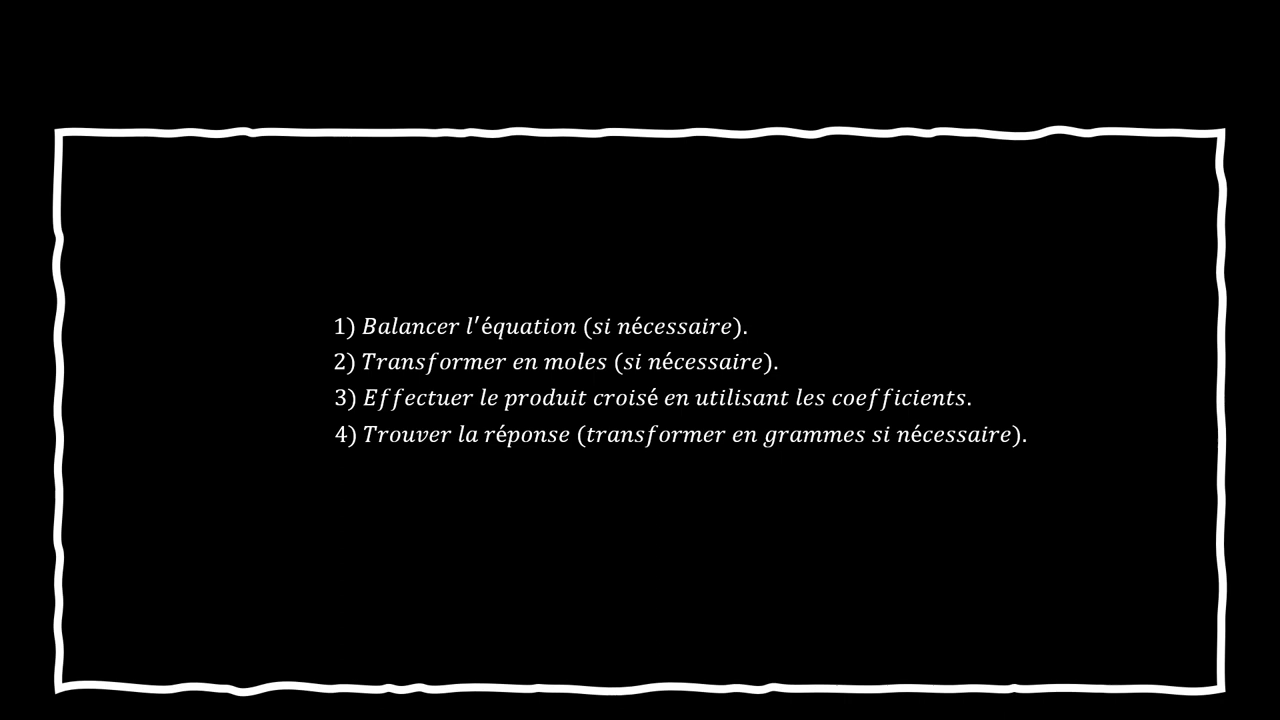 1) Balancer l'équation (si nécessaire).
2) Transformer en moles (si nécessaire).
3) Effectuer le produit croisé en utilisant les coefficients.
4) Trouver la réponse (transformer en grammes si nécessaire).